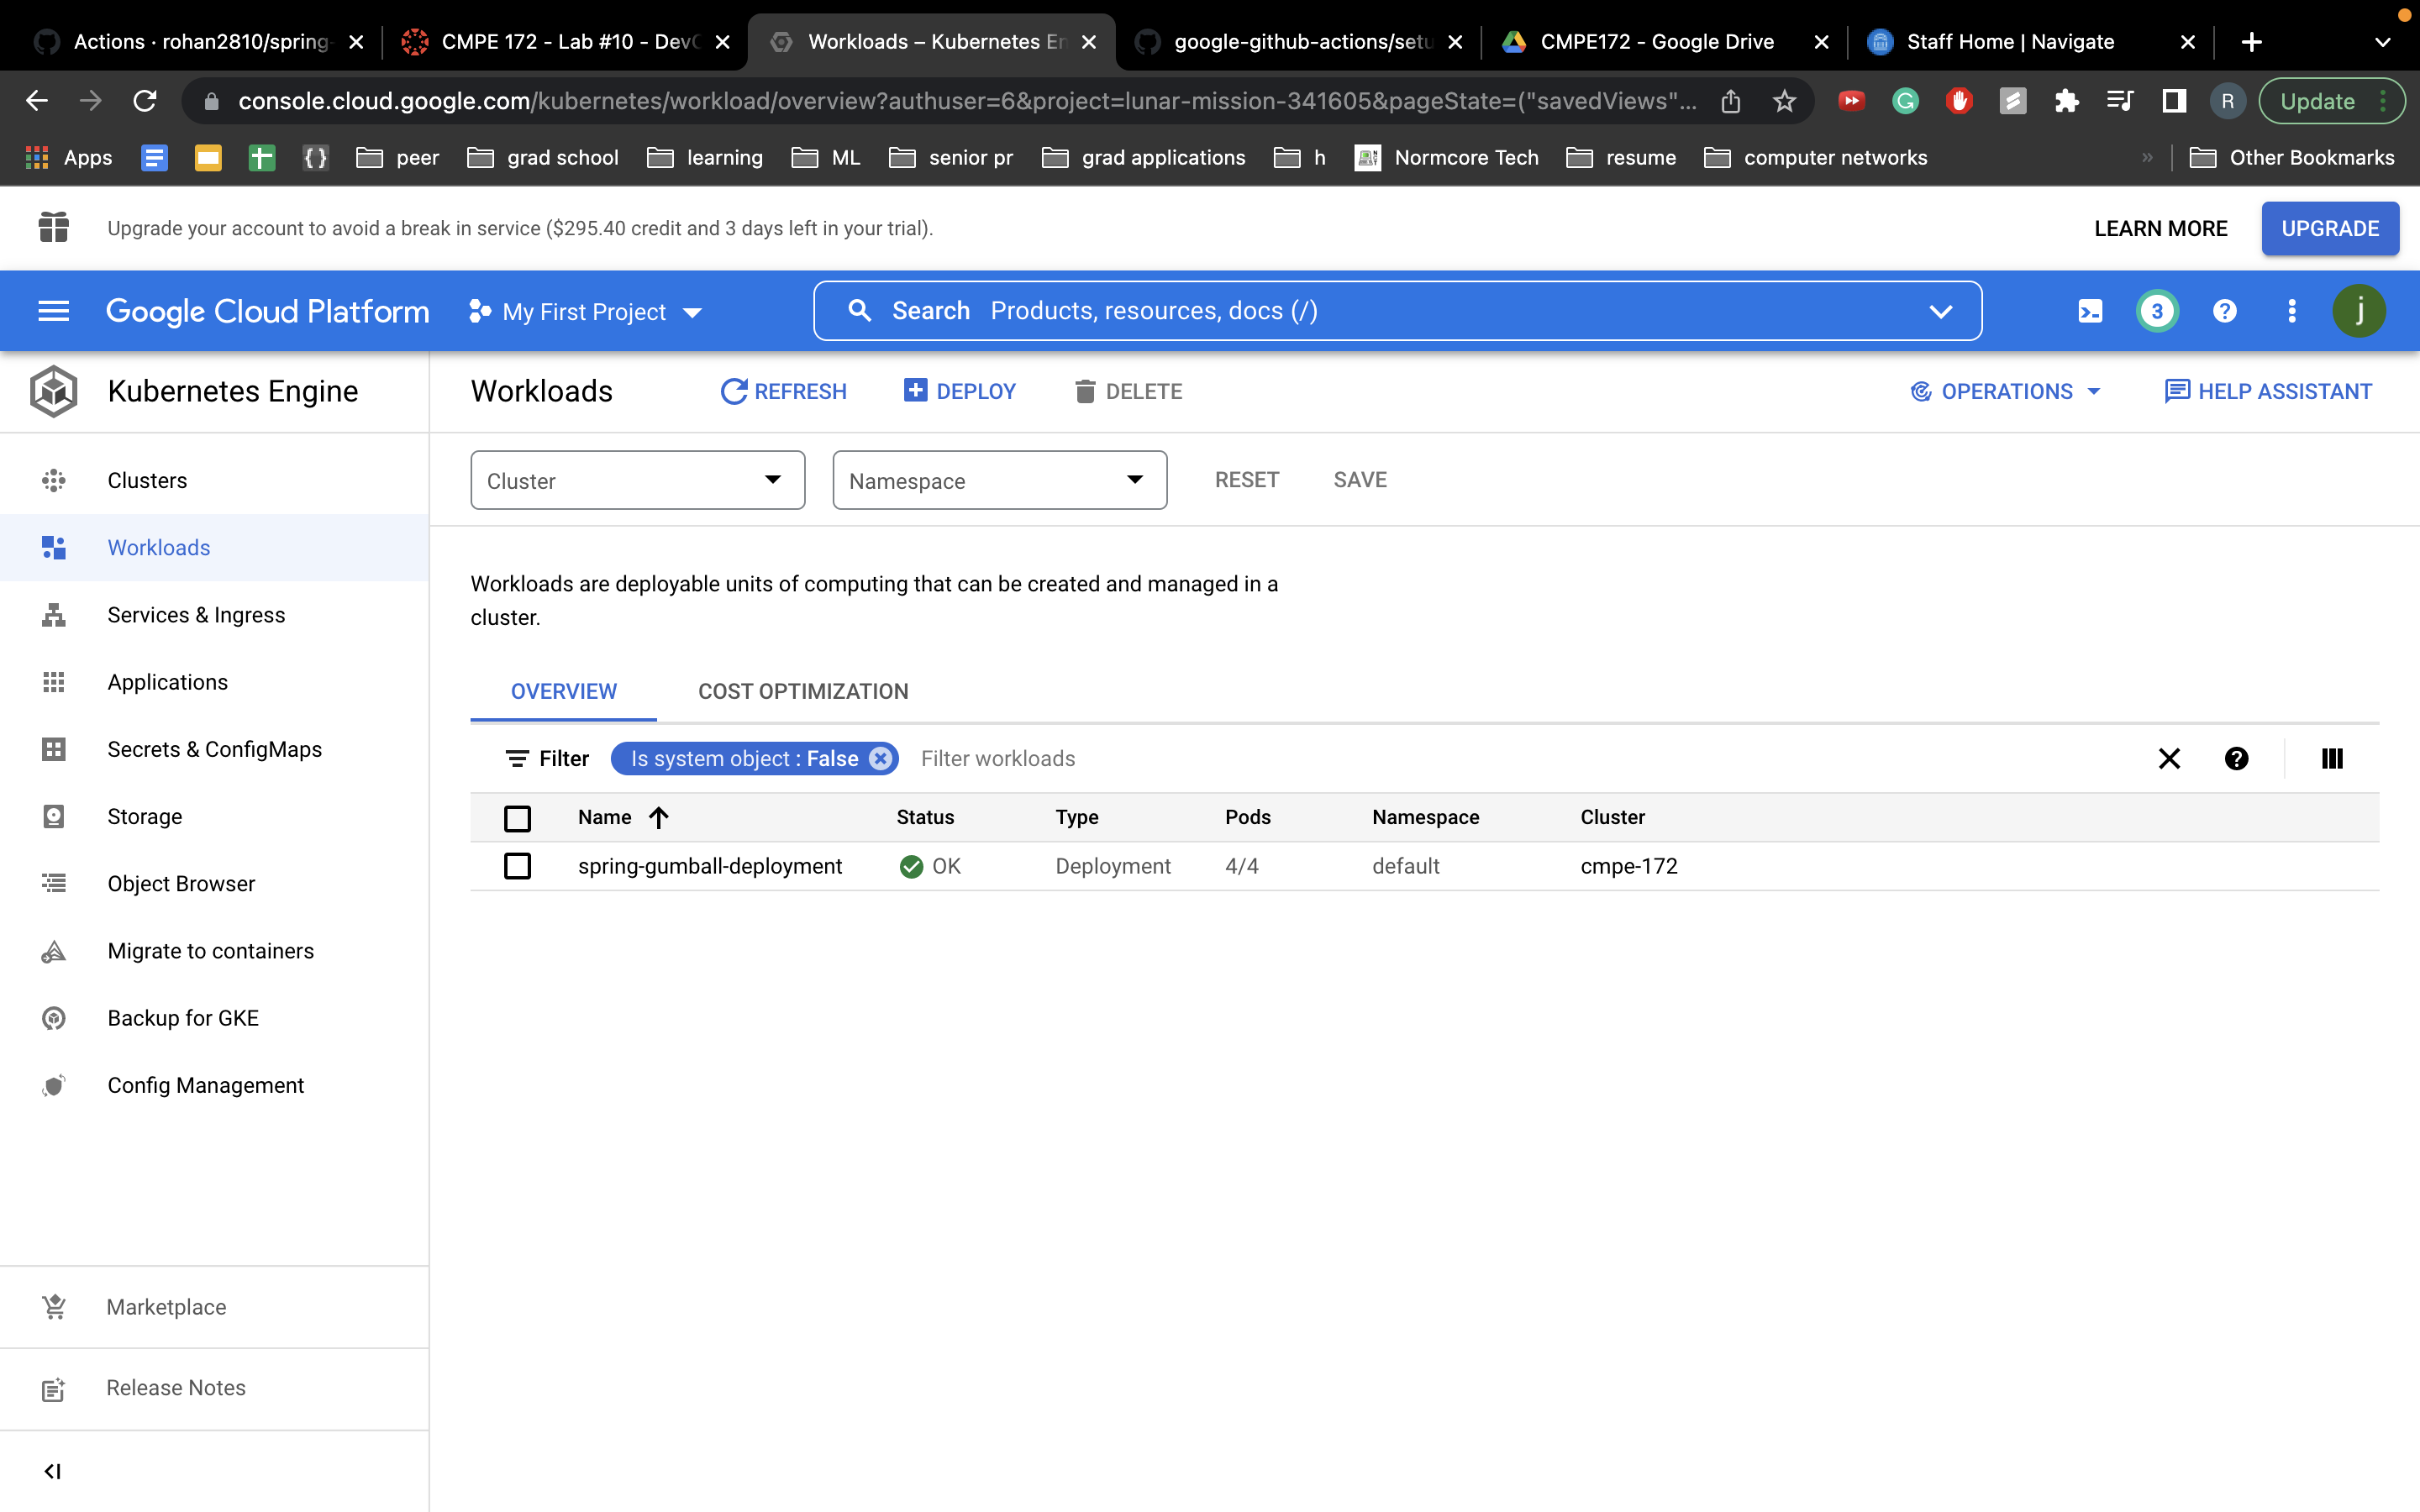 Actions · rohan2810/spring-
CMPE 172 - Lab #10 - DevO
Workloads – Kubernetes En
google-github-actions/setu
CMPE172 - Google Drive
Staff Home | Navigate
console.cloud.google.com/kubernetes/workload/overview?authuser=6&project=lunar-mission-341605&pageState=("savedViews"...
R
Update
Apps
{ }
peer
grad school
learning
ML
senior pr
grad applications
h
Normcore Tech
resume
computer networks
»
Other Bookmarks
Upgrade your account to avoid a break in service ($295.40 credit and 3 days left in your trial).
LEARN MORE
UPGRADE
Google Cloud Platform
My First Project
Search Products, resources, docs (/)
3
?
j
Kubernetes Engine
Workloads
REFRESH
DEPLOY
DELETE
OPERATIONS
HELP ASSISTANT
Clusters
Workloads
Services & Ingress
Applications
Secrets & ConfigMaps
Storage
Object Browser
Migrate to containers
Backup for GKE
Config Management
Marketplace
Release Notes
Cluster
Namespace
RESET
SAVE
Workloads are deployable units of computing that can be created and managed in a
cluster.
OVERVIEW
COST OPTIMIZATION
Filter
Is system object : False
Filter workloads
?
Name Status Type Pods Namespace Cluster
spring-gumball-deployment OK Deployment 4/4 default cmpe-172